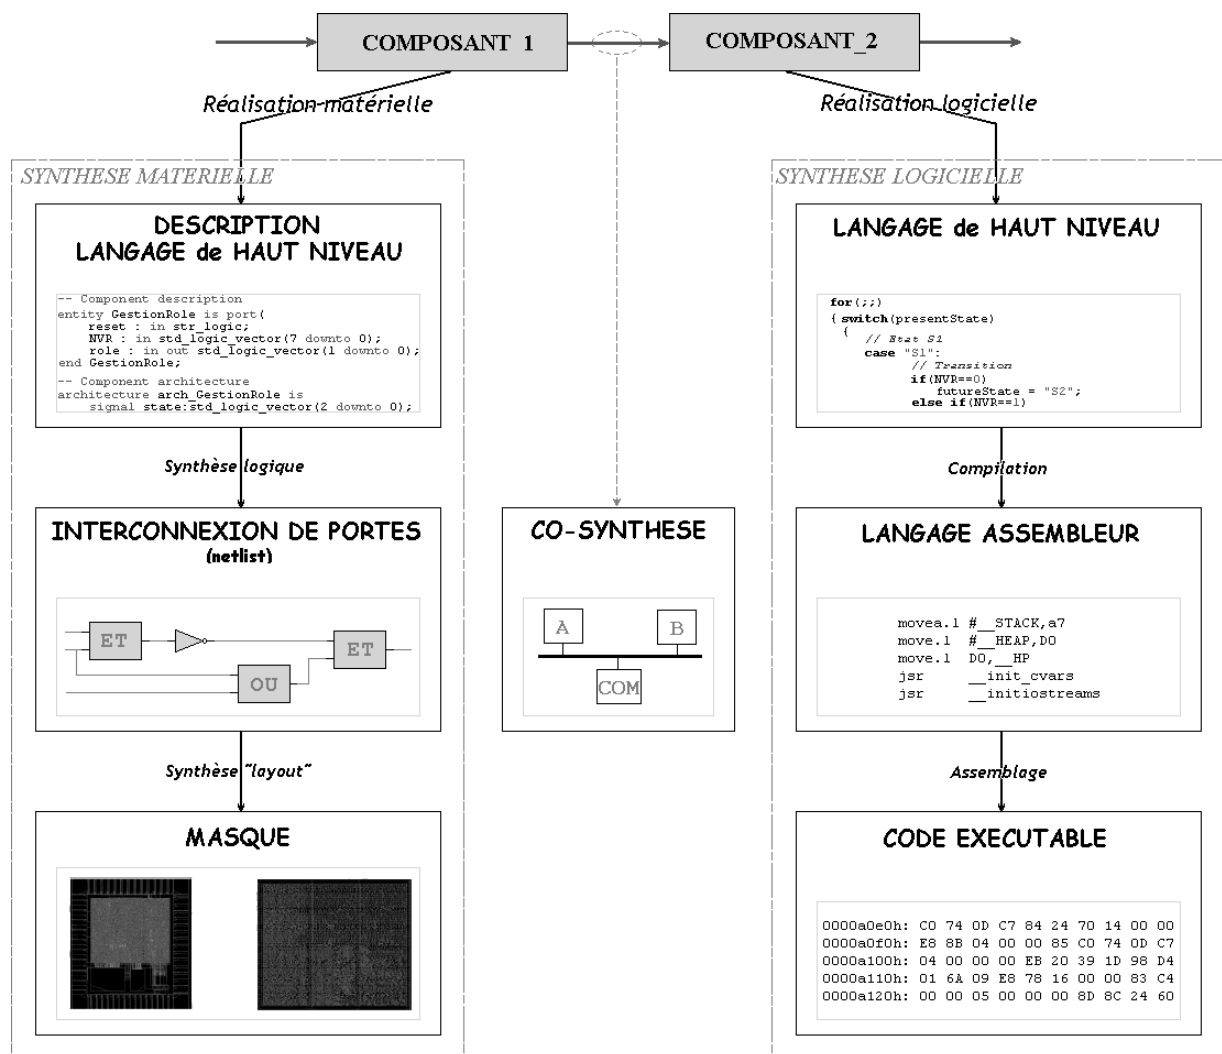 COMPOSANT_1
COMPOSANT_2
Réalisation matérielle
Réalisation logicielle
SYNTHESE MATERIELLE
DESCRIPTION
LANGAGE de HAUT NIVEAU
-- Component description
entity GestionRole is port(
reset : in str_logic;
NVR : in std_logic_vector(7 downto 0);
role : in out std_logic_vector(1 downto 0);
end GestionRole;
-- Component architecture
architecture arch_GestionRole is
signal state:std_logic_vector(2 downto 0);
Synthèse logique
INTERCONNEXION DE PORTES
(netlist)
ET
ET
OU
Synthèse "layout"
MASQUE
CO-SYNTHESE
A
B
COM
SYNTHESE LOGICIELLE
LANGAGE de HAUT NIVEAU
for(;;)
{ switch(presentState)
{
// Etat S1
case "S1":
// Transition
if(NVR==0)
futureState = "S2";
else if(NVR==1)
Compilation
LANGAGE ASSEMBLEUR
movea.l #__STACK,a7
move.l #__HEAP,D0
move.l D0,__HP
jsr __init_cvars
jsr __initiostreams
Assemblage
CODE EXECUTABLE
0000a0e0h: C0 74 0D C7 84 24 70 14 00 00
0000a0f0h: E8 8B 04 00 00 85 C0 74 0D C7
0000a100h: 04 00 00 00 EB 20 39 1D 98 D4
0000a110h: 01 6A 09 E8 78 16 00 00 83 C4
0000a120h: 00 00 05 00 00 00 8D 8C 24 60